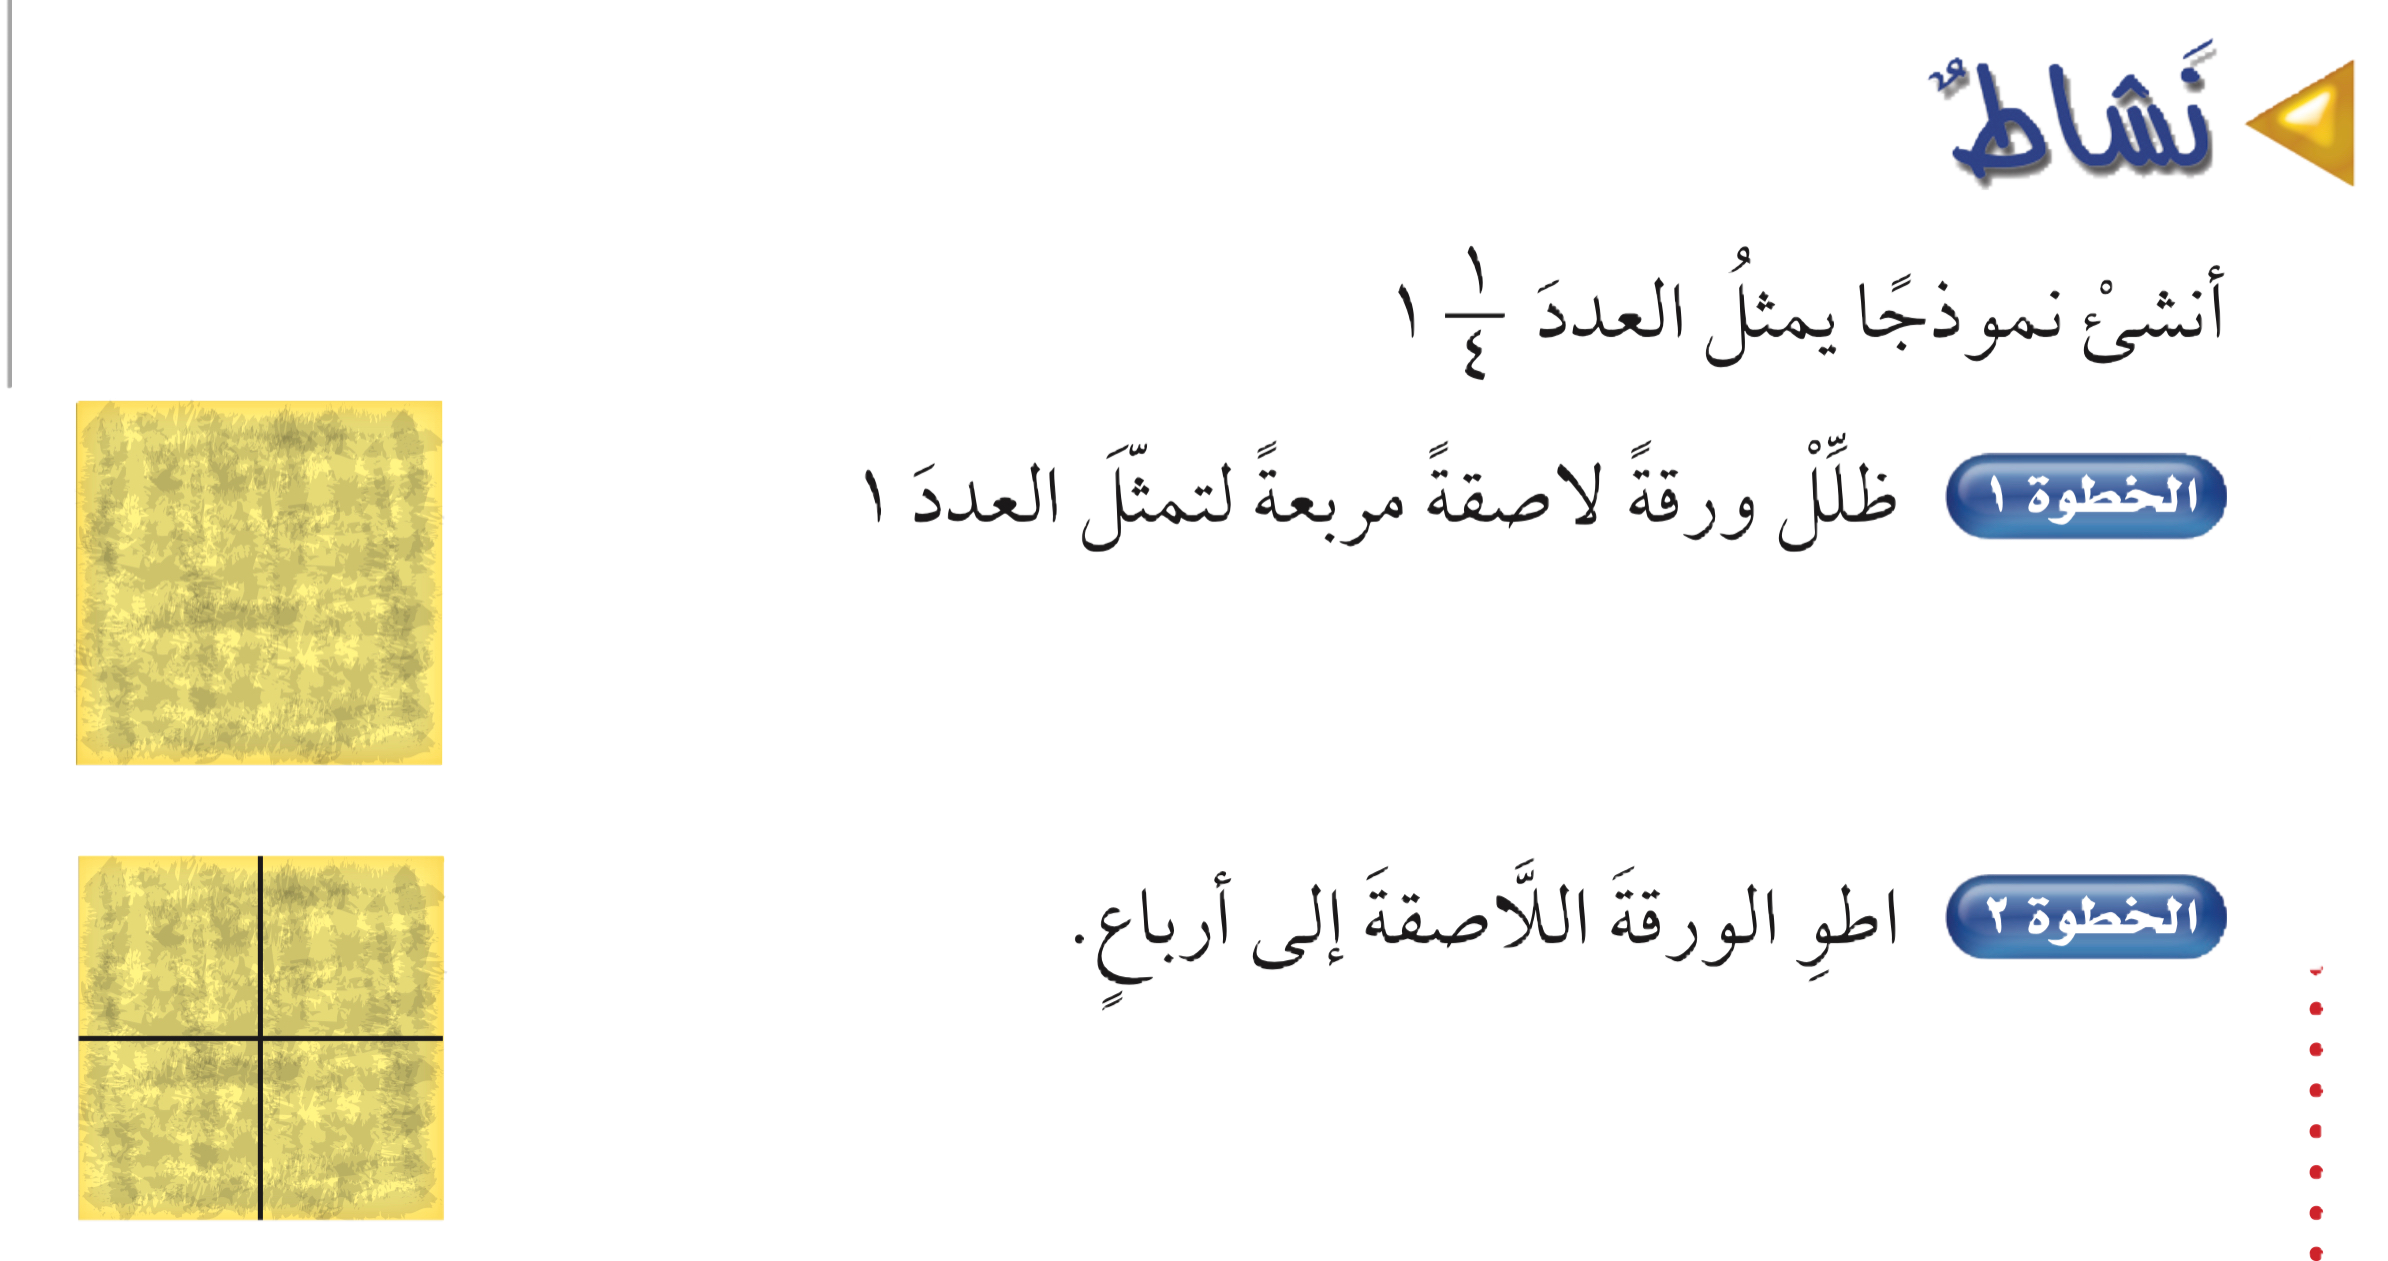 نَشاطٌ
أنشئْ نموذجًا يمثلُ العددَ ١/٤ ١
الخطوة ١ ظلِّلْ ورقةً لاصقةً مربعةً لتمثّلَ العددَ ١
الخطوة ٢ اطوِ الورقةَ اللَّاصقةَ إلى أرباعٍ.